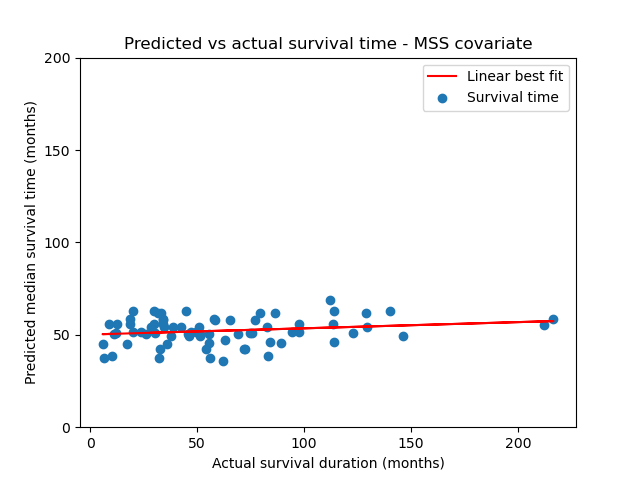 Predicted vs actual survival time - MSS covariate
Linear best fit
Survival time
200
150
100
50
0
Predicted median survival time (months)
0 50 100 150 200
Actual survival duration (months)